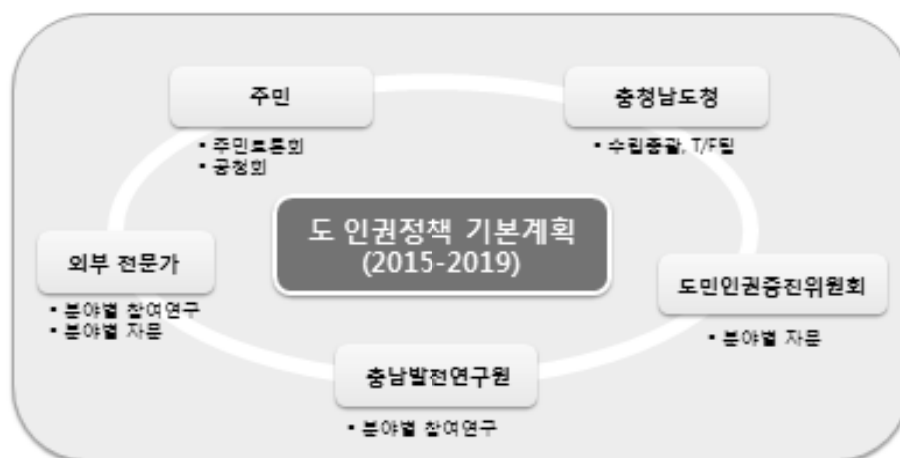 주민
• 주민토론회
• 공청회
충청남도청
• 수립총괄, T/F팀
도 인권정책 기본계획
(2015-2019)
외부 전문가
• 분야별 참여연구
• 분야별 자문
도민인권증진위원회
• 분야별 자문
충남발전연구원
• 분야별 참여연구